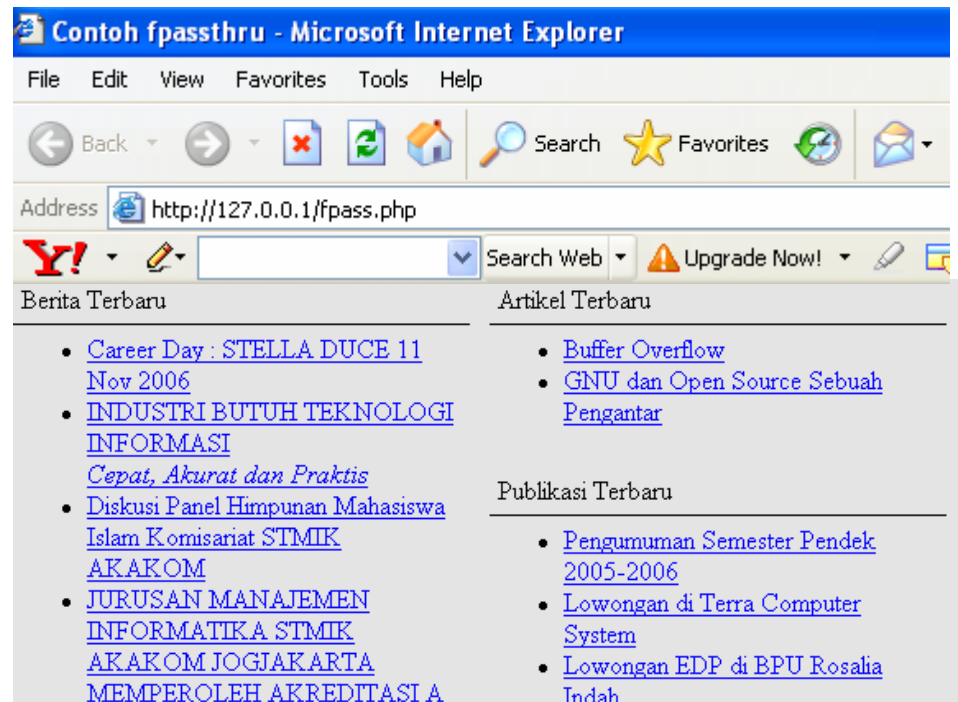 Contoh fpassthru - Microsoft Internet Explorer
File Edit View Favorites Tools Help
Back Search Favorites
Address http://127.0.0.1/fpass.php
Y! Search Web Upgrade Now!
Berita Terbaru
Career Day : STELLA DUCE 11
Nov 2006
INDUSTRI BUTUH TEKNOLOGI
INFORMASI
Cepat, Akurat dan Praktis
Diskusi Panel Himpunan Mahasiswa
Islam Komisariat STMIK
AKAKOM
JURUSAN MANAJEMEN
INFORMATIKA STMIK
AKAKOM JOGJAKARTA
MEMPEROLEH AKREDITASI A
Artikel Terbaru
Buffer Overflow
GNU dan Open Source Sebuah
Pengantar
Publikasi Terbaru
Pengumuman Semester Pendek
2005-2006
Lowongan di Terra Computer
System
Lowongan EDP di BPU Rosalia
Indah